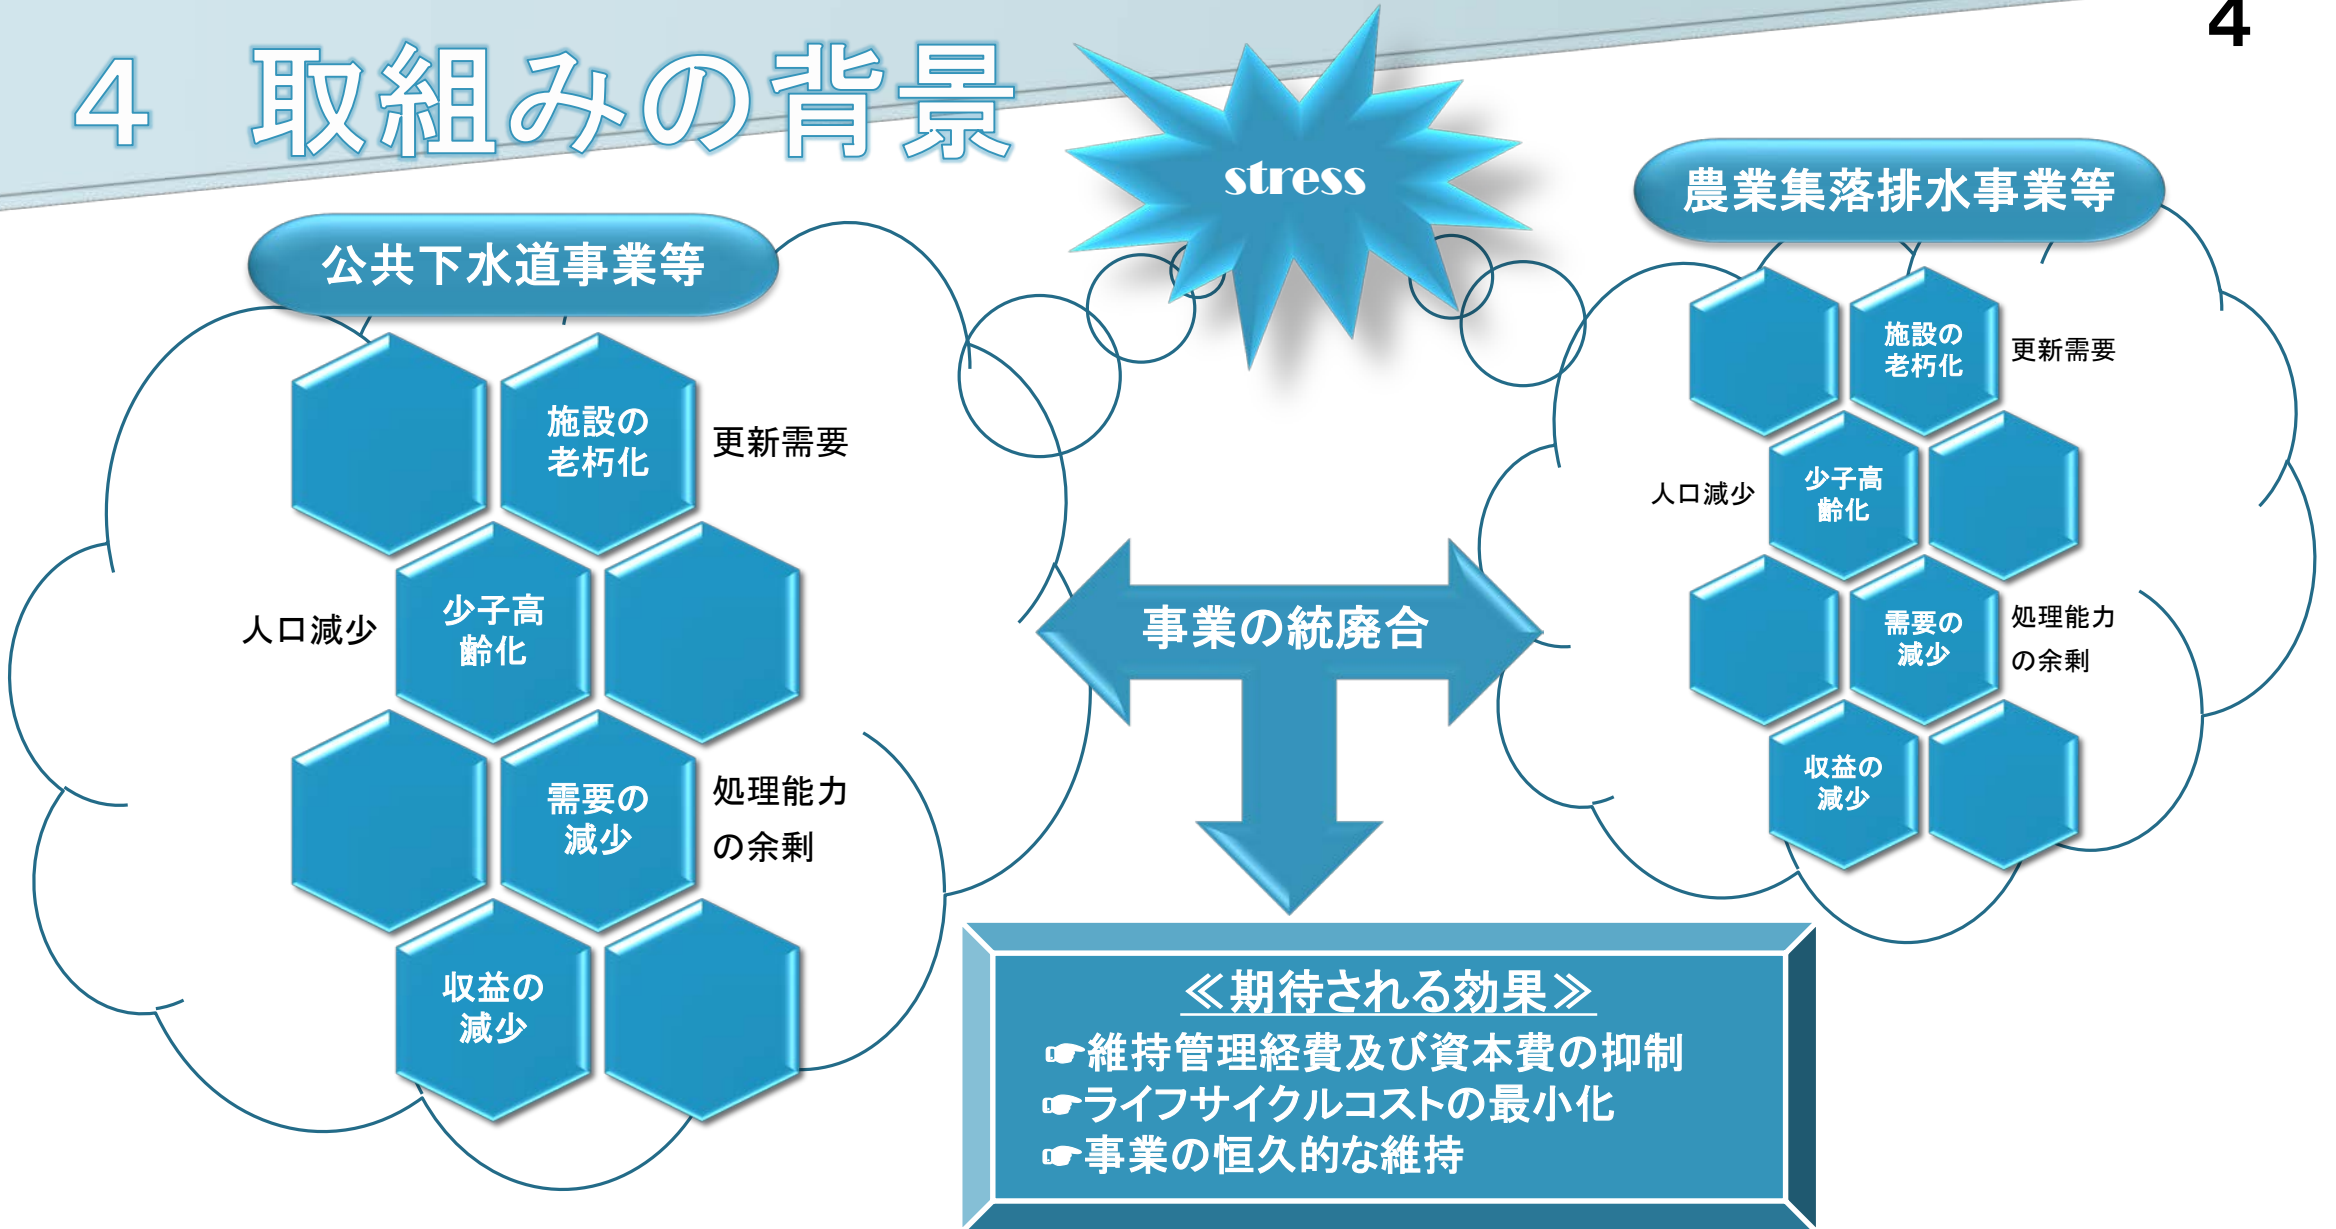 4
４　取組みの背景
stress
公共下水道事業等
施設の
老朽化
更新需要
人口減少
少子高
齢化
需要の
減少
処理能力
の余剰
収益の
減少
農業集落排水事業等
施設の
老朽化
更新需要
人口減少
少子高
齢化
需要の
減少
処理能力
の余剰
収益の
減少
事業の統廃合
≪期待される効果≫
☞維持管理経費及び資本費の抑制
☞ライフサイクルコストの最小化
☞事業の恒久的な維持